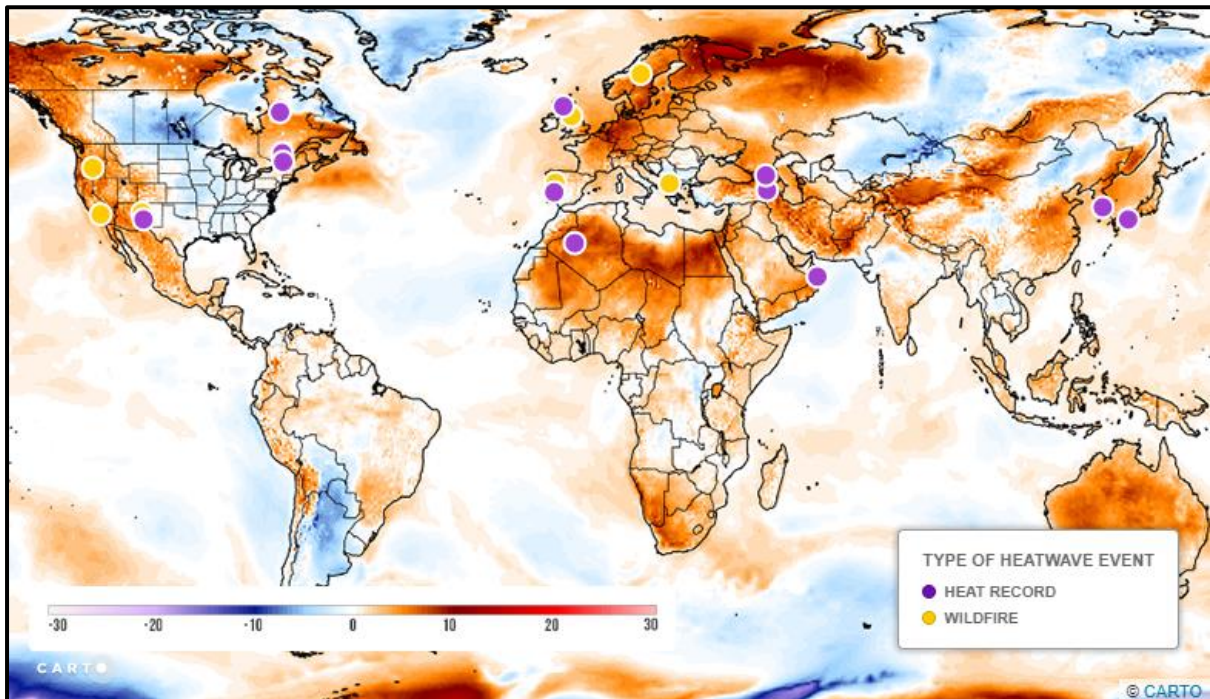 TYPE OF HEATWAVE EVENT
HEAT RECORD
WILDFIRE
-30 -20 -10 0 10 20 30
CARTO
© CARTO